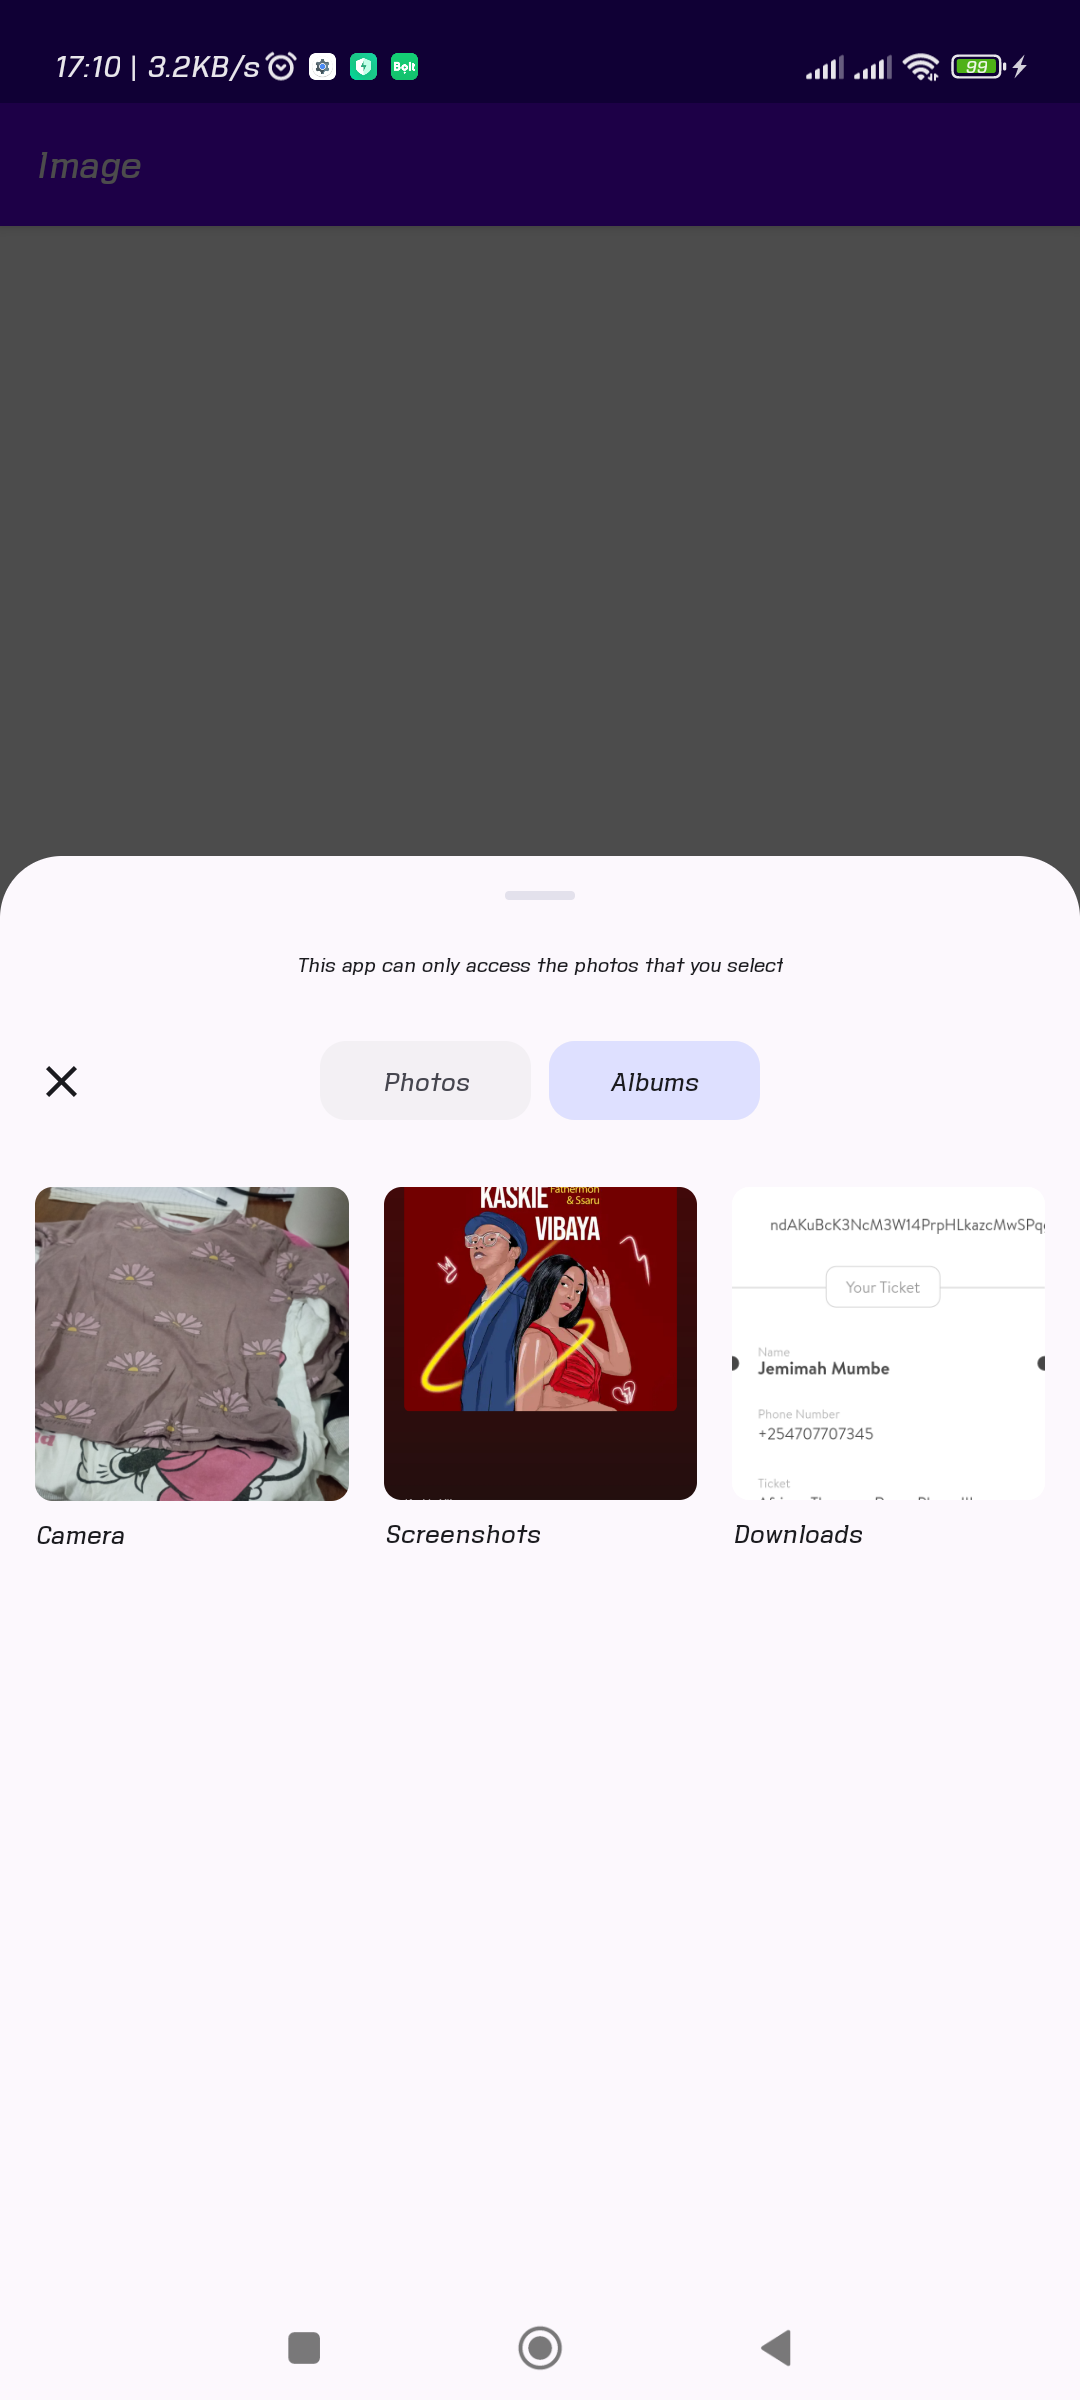 17:10 | 3.2KB/s
Bolt
99
Image
This app can only access the photos that you select
Photos
Albums
KASKIE
Fathermoh
& Ssaru
VIBAYA
ndAKuBcK3NcM3W14PrpHLkazcMwSPq
Your Ticket
Name
Jemimah Mumbe
Phone Number
+254707707345
Ticket
Camera
Screenshots
Downloads